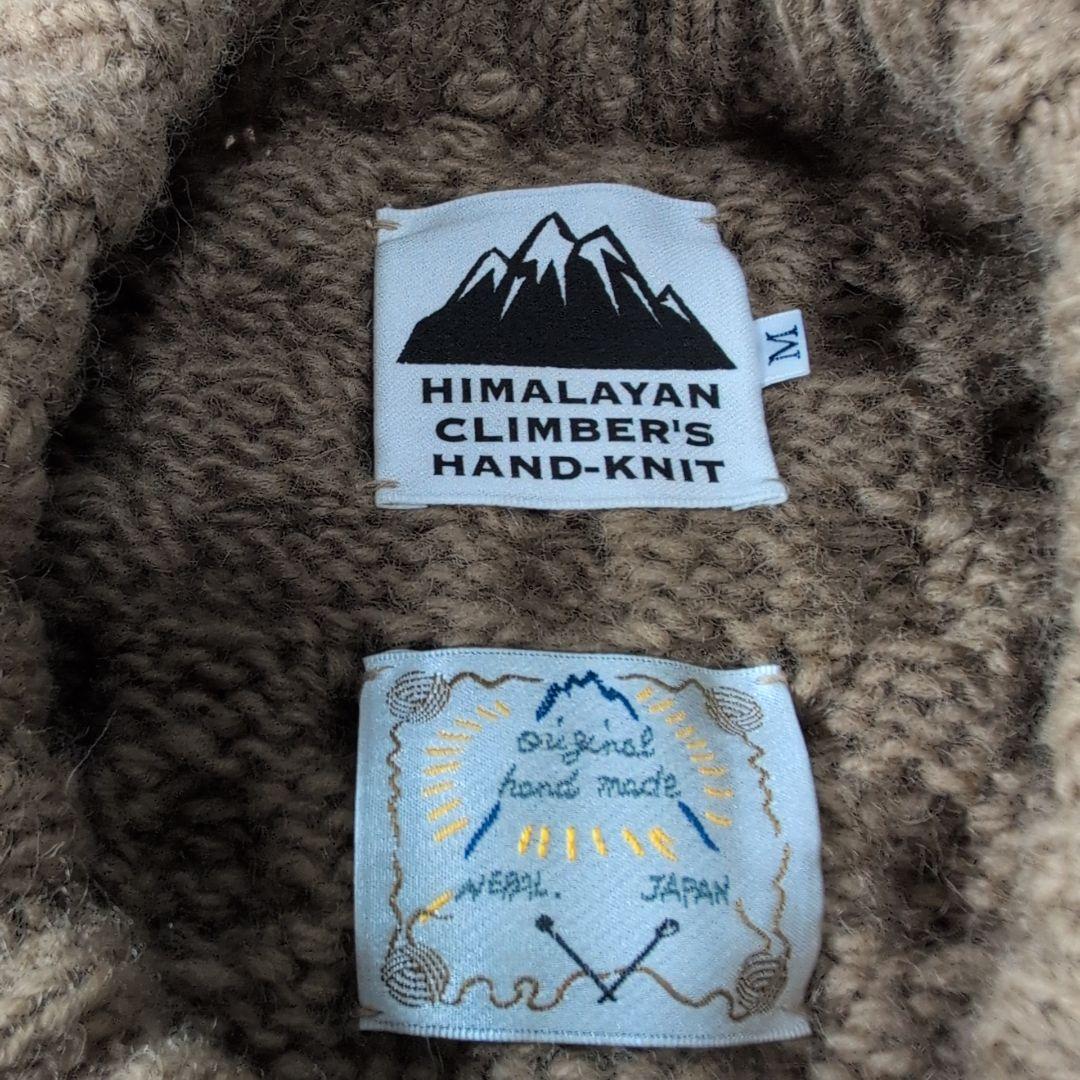 HIMALAYAN
CLIMBER'S
HAND-KNIT
M
original
hand made
NEPAL. JAPAN